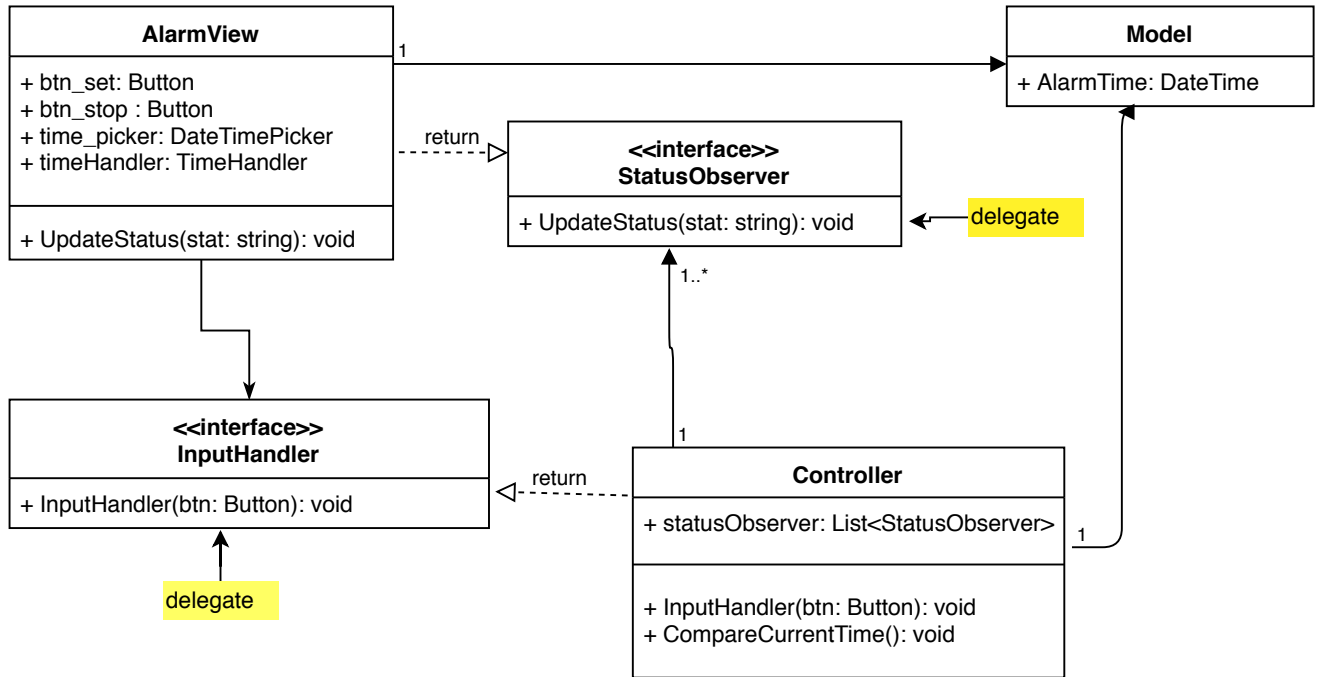 AlarmView
+ btn_set: Button
+ btn_stop : Button
+ time_picker: DateTimePicker
+ timeHandler: TimeHandler
+ UpdateStatus(stat: string): void
1
Model
+ AlarmTime: DateTime
return
<<interface>>
StatusObserver
+ UpdateStatus(stat: string): void
delegate
1..*
<<interface>>
InputHandler
+ InputHandler(btn: Button): void
delegate
return
1
Controller
+ statusObserver: List<StatusObserver>
+ InputHandler(btn: Button): void
+ CompareCurrentTime(): void
1